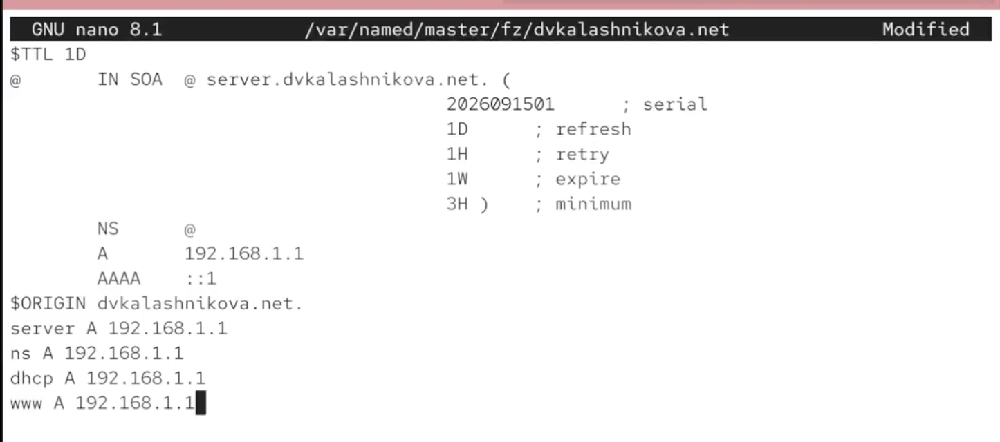 GNU nano 8.1 /var/named/master/fz/dvkalashnikova.net Modified
$TTL 1D
@ IN SOA @ server.dvkalashnikova.net. (
2026091501 ; serial
1D ; refresh
1H ; retry
1W ; expire
3H ) ; minimum
NS @
A 192.168.1.1
AAAA ::1
$ORIGIN dvkalashnikova.net.
server A 192.168.1.1
ns A 192.168.1.1
dhcp A 192.168.1.1
www A 192.168.1.1